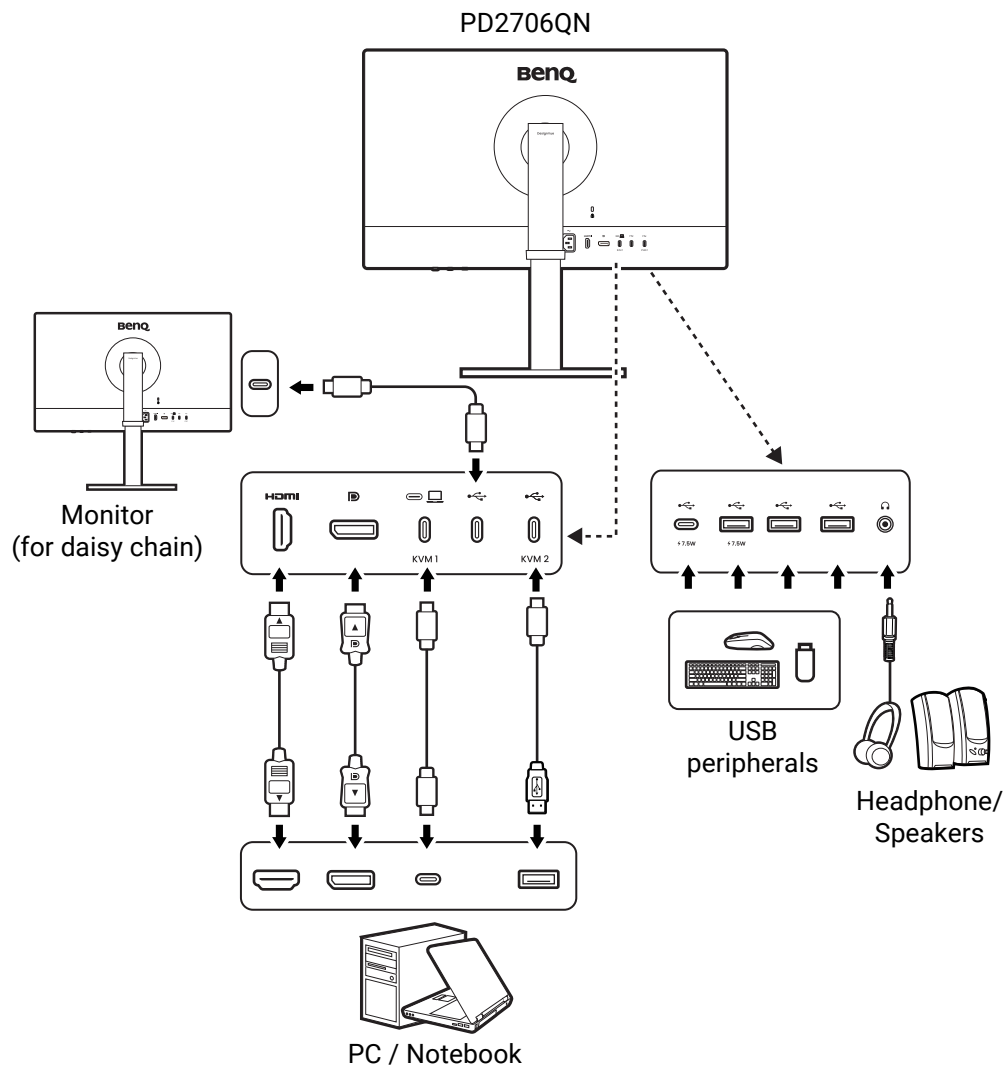 PD2706QN
BenQ
BenQ
Monitor
(for daisy chain)
HDMI
KVM 1
KVM 2
7.5W
7.5W
USB
peripherals
Headphone/
Speakers
PC / Notebook